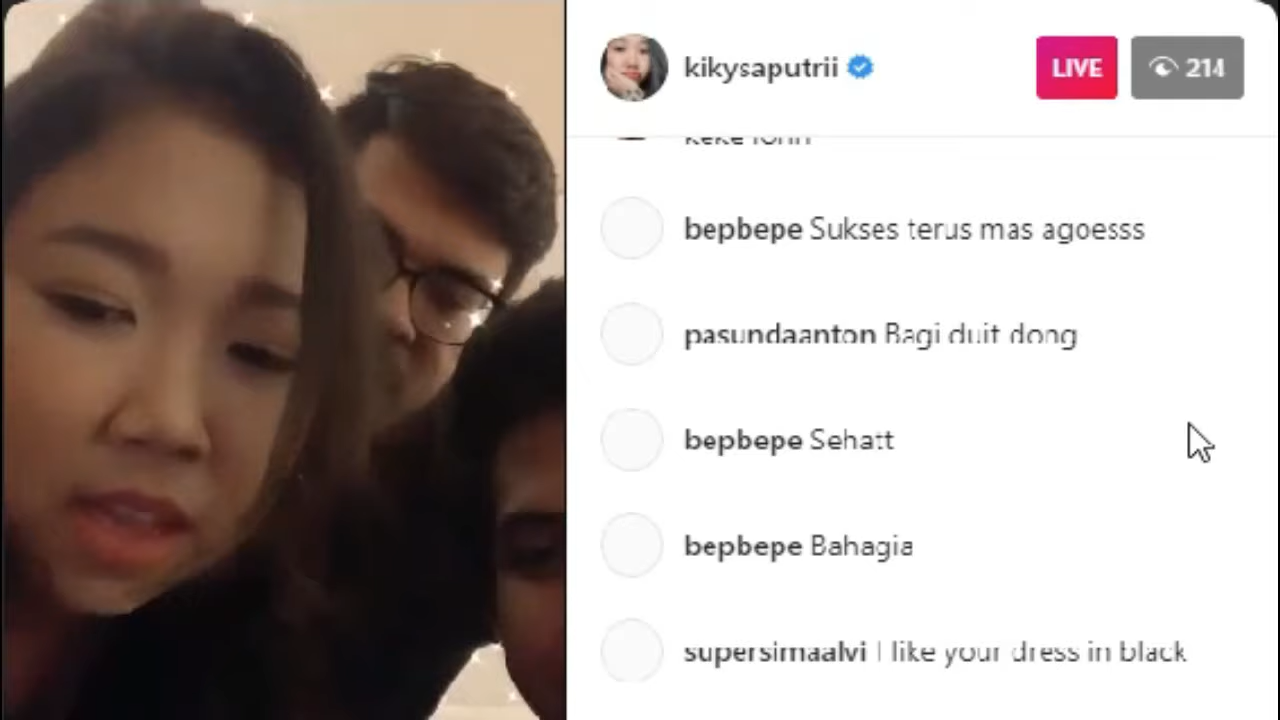 kikysaputrii
LIVE
214
bepbepe Sukses terus mas agoesss
pasundaanton Bagi duit dong
bepbepe Sehatt
bepbepe Bahagia
supersimaalvi I like your dress in black